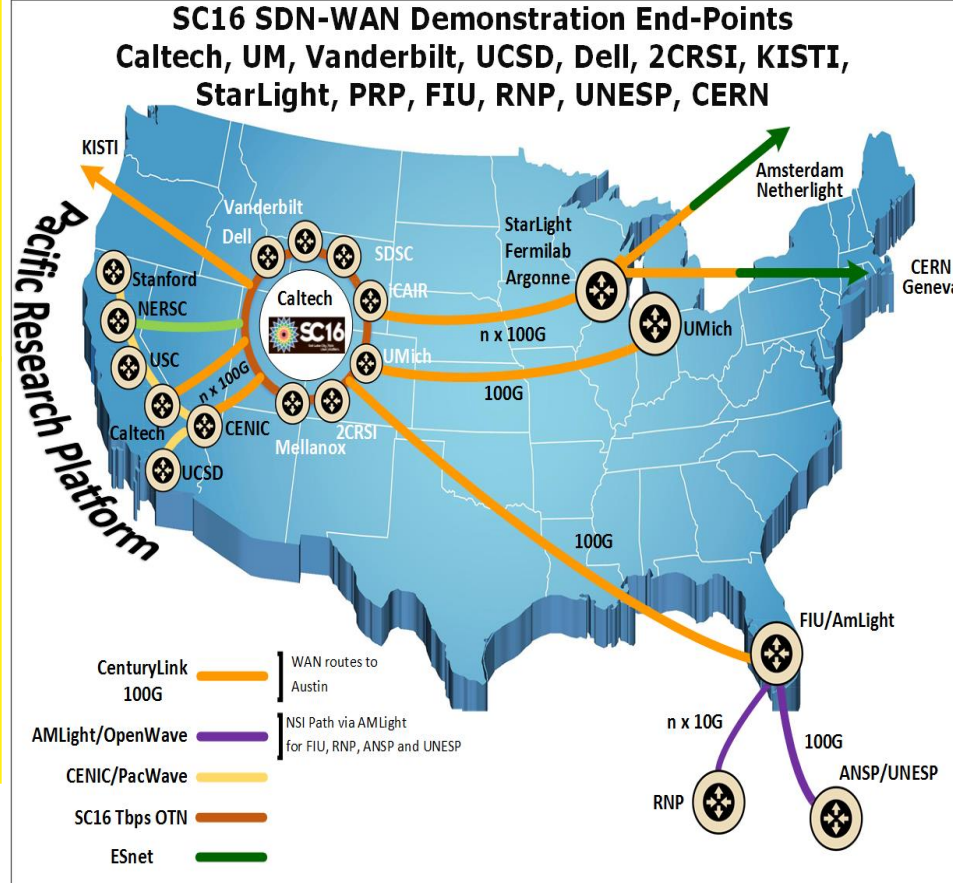 SC16 SDN-WAN Demonstration End-Points
Caltech, UM, Vanderbilt, UCSD, Dell, 2CRSI, KISTI,
StarLight, PRP, FIU, RNP, UNESP, CERN
KISTI
Pacific Research Platform
Vanderbilt
Dell
SDSC
iCAIR
Caltech
SC16
UMich
2CRSI
Mellanox
Stanford
NERSC
USC
Caltech
n x 100G
CENIC
UCSD
StarLight
Fermilab
Argonne
Amsterdam
Netherlight
CERN
Geneva
UMich
n x 100G
100G
100G
FIU/AmLight
n x 10G
100G
RNP
ANSP/UNESP
CenturyLink
100G
WAN routes to
Austin
AMLight/OpenWave
NSI Path via AMLight
for FIU, RNP, ANSP and UNESP
CENIC/PacWave
SC16 Tbps OTN
ESnet